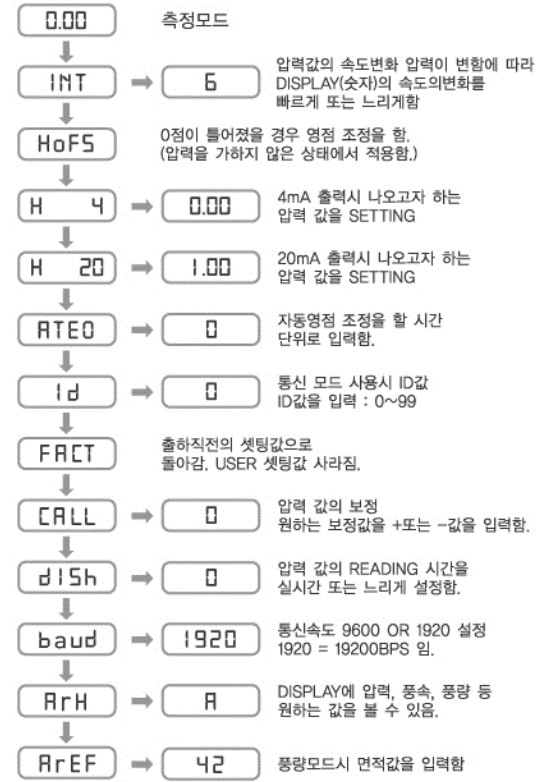 0.00
측정모드
INT
6
압력값의 속도변화 압력이 변함에 따라
DISPLAY(숫자)의 속도의변화를
빠르게 또는 느리게함
HoFS
0점이 틀어졌을 경우 영점 조정을 함.
(압력을 가하지 않은 상태에서 적용함.)
H 4
0.00
4mA 출력시 나오고자 하는
압력 값을 SETTING
H 20
1.00
20mA 출력시 나오고자 하는
압력 값을 SETTING
ATEO
0
자동영점 조정을 할 시간
단위로 입력함.
Id
0
통신 모드 사용시 ID값
ID값을 입력 : 0~99
FACT
출하직전의 셋팅값으로
돌아감. USER 셋팅값 사라짐.
CALL
0
압력 값의 보정
원하는 보정값을 +또는 -값을 입력함.
dISh
0
압력 값의 READING 시간을
실시간 또는 느리게 설정함.
baud
1920
통신속도 9600 OR 1920 설정
1920 = 19200BPS 임.
ArH
A
DISPLAY에 압력, 풍속, 풍량 등
원하는 값을 볼 수 있음.
ArEF
42
풍량모드시 면적값을 입력함